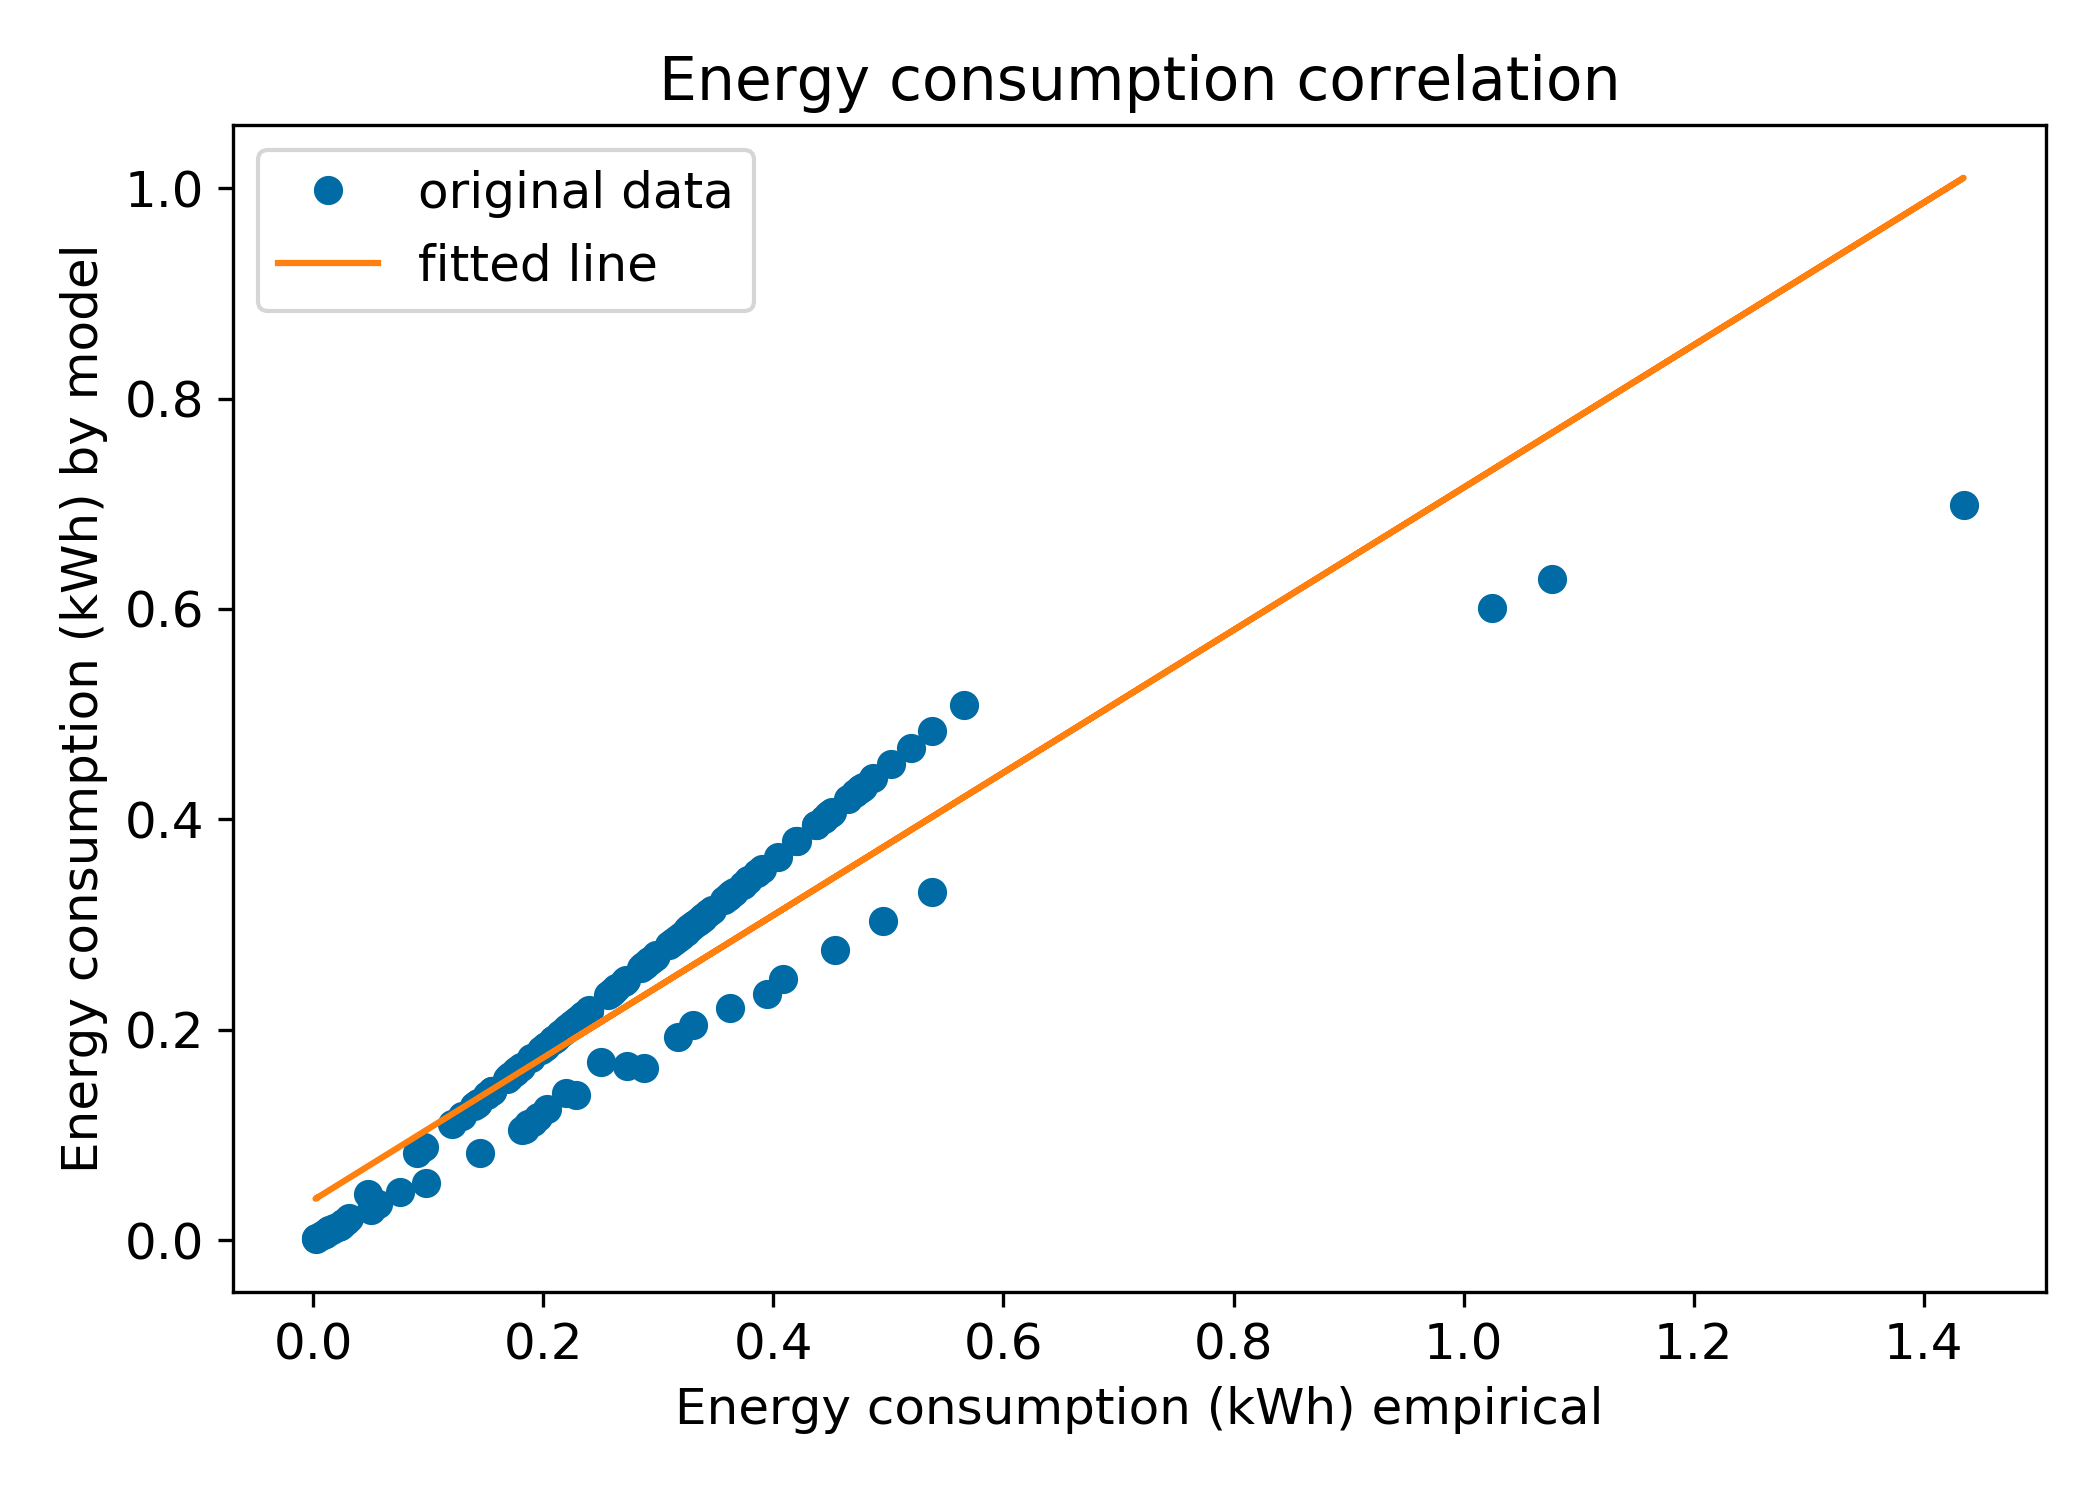 Energy consumption correlation
original data
fitted line
Energy consumption (kWh) by model
1.0
0.8
0.6
0.4
0.2
0.0
0.0 0.2 0.4 0.6 0.8 1.0 1.2 1.4
Energy consumption (kWh) empirical